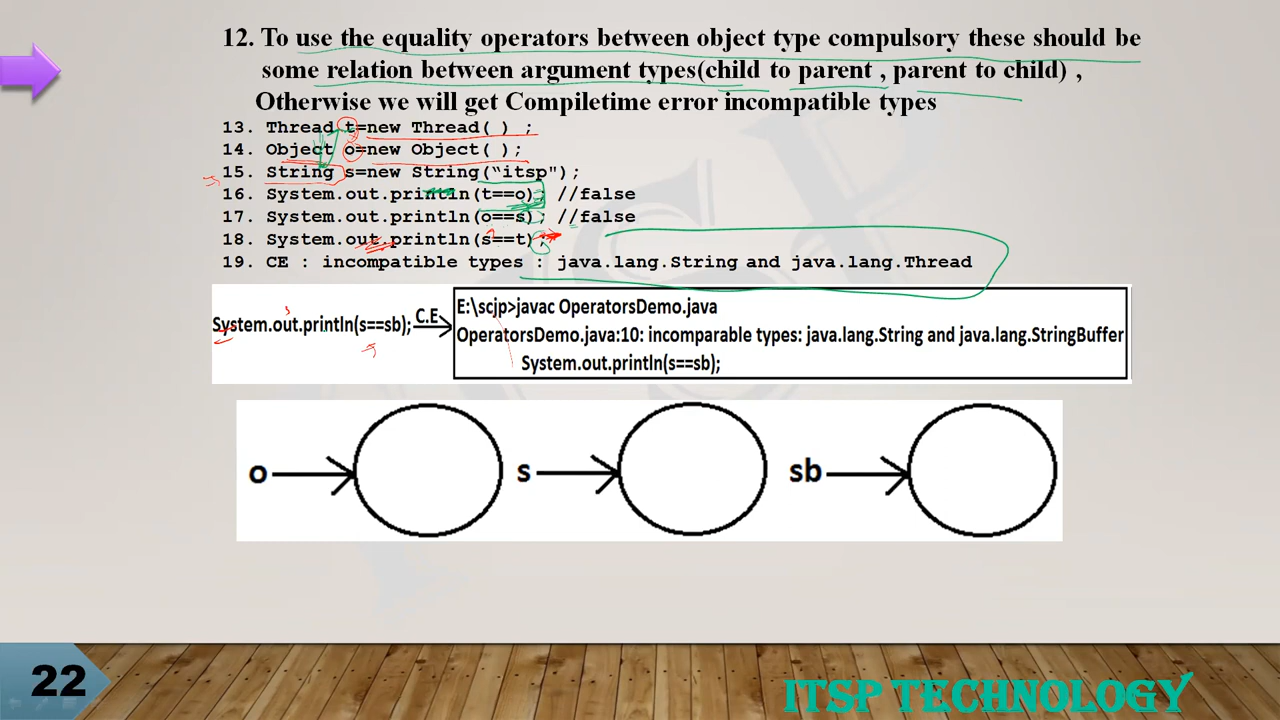 12. To use the equality operators between object type compulsory these should be
some relation between argument types(child to parent , parent to child) ,
Otherwise we will get Compiletime error incompatible types
13. Thread t=new Thread( ) ;
14. Object o=new Object( );
15. String s=new String(“itsp");
16. System.out.println(t==o); //false
17. System.out.println(o==s); //false
18. System.out.println(s==t);
19. CE : incompatible types : java.lang.String and java.lang.Thread
System.out.println(s==sb); C.E
E:\scjp>javac OperatorsDemo.java
OperatorsDemo.java:10: incomparable types: java.lang.String and java.lang.StringBuffer
System.out.println(s==sb);
o s sb
22
ITSP TECHNOLOGY